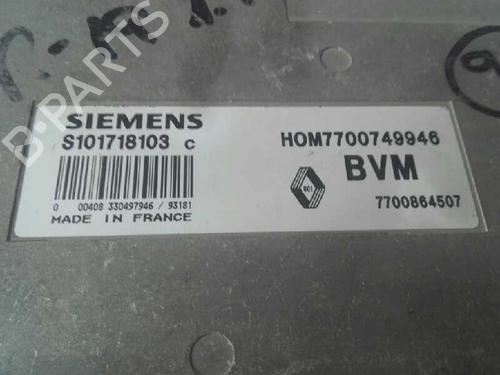 B-PARTS
SIEMENS
S101718103 C
0 00408 330497946 / 93181
MADE IN FRANCE
HOM7700749946
BVM
7700864507